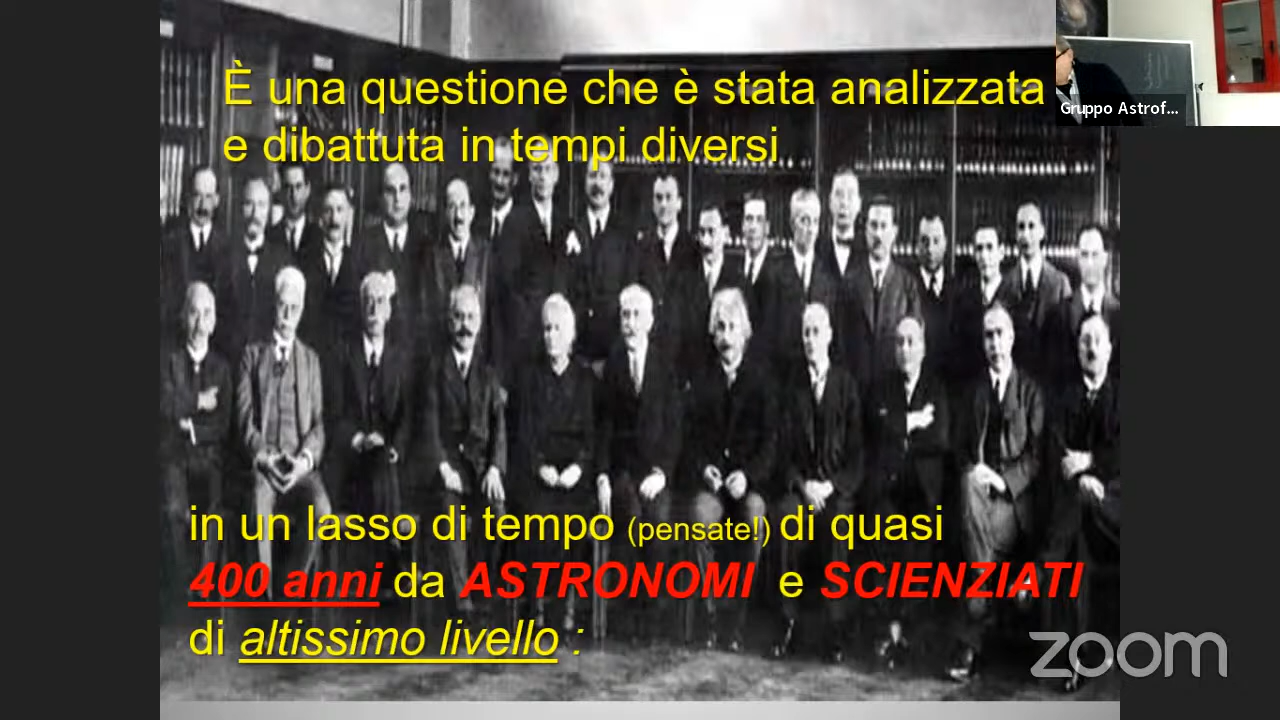 È una questione che è stata analizzata
e dibattuta in tempi diversi
Gruppo Astrof...
in un lasso di tempo (pensate!) di quasi
400 anni da ASTRONOMI e SCIENZIATI
di altissimo livello :
zoom